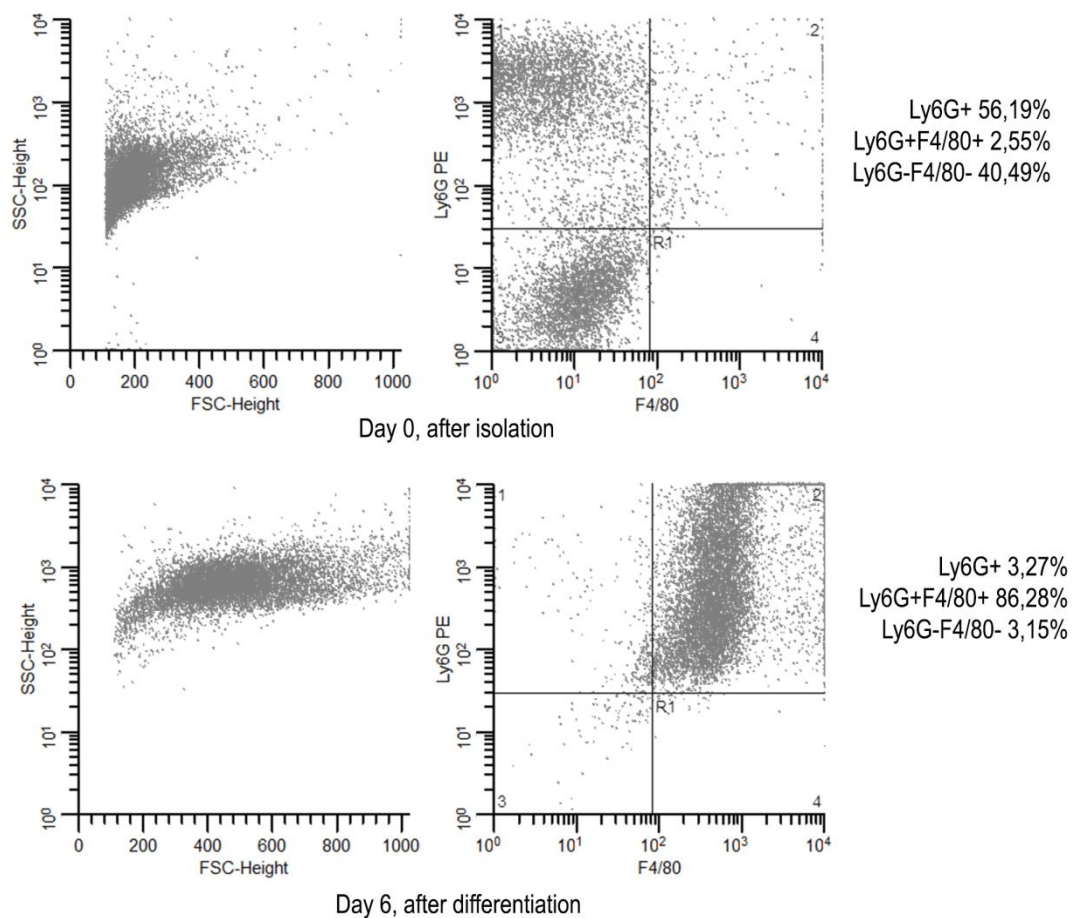 10⁴
10³
10²
10¹
10⁰
SSC-Height
0 200 400 600 800 1000
FSC-Height
10⁴
10³
10²
10¹
10⁰
Ly6G PE
1
2
R1
3
4
10⁰ 10¹ 10² 10³ 10⁴
F4/80
Ly6G+ 56,19%
Ly6G+F4/80+ 2,55%
Ly6G-F4/80- 40,49%
Day 0, after isolation
10⁴
10³
10²
10¹
10⁰
SSC-Height
0 200 400 600 800 1000
FSC-Height
10⁴
10³
10²
10¹
10⁰
Ly6G PE
1
2
R1
3
4
10⁰ 10¹ 10² 10³ 10⁴
F4/80
Ly6G+ 3,27%
Ly6G+F4/80+ 86,28%
Ly6G-F4/80- 3,15%
Day 6, after differentiation